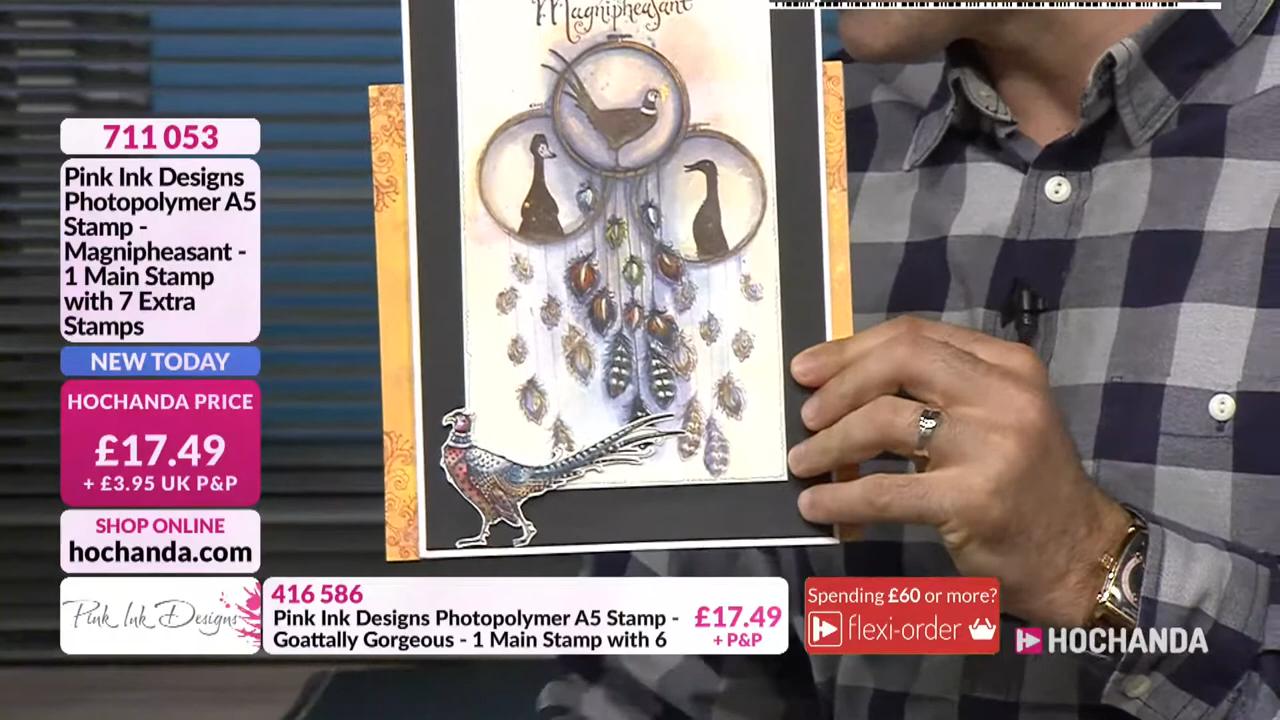 Magnipheasant
711 053
Pink Ink Designs
Photopolymer A5
Stamp -
Magnipheasant -
1 Main Stamp
with 7 Extra
Stamps
NEW TODAY
HOCHANDA PRICE
£17.49
+ £3.95 UK P&P
SHOP ONLINE
hochanda.com
Pink Ink Designs
416 586
Pink Ink Designs Photopolymer A5 Stamp -
Goattally Gorgeous - 1 Main Stamp with 6
£17.49
+ P&P
Spending £60 or more?
flexi-order
HOCHANDA